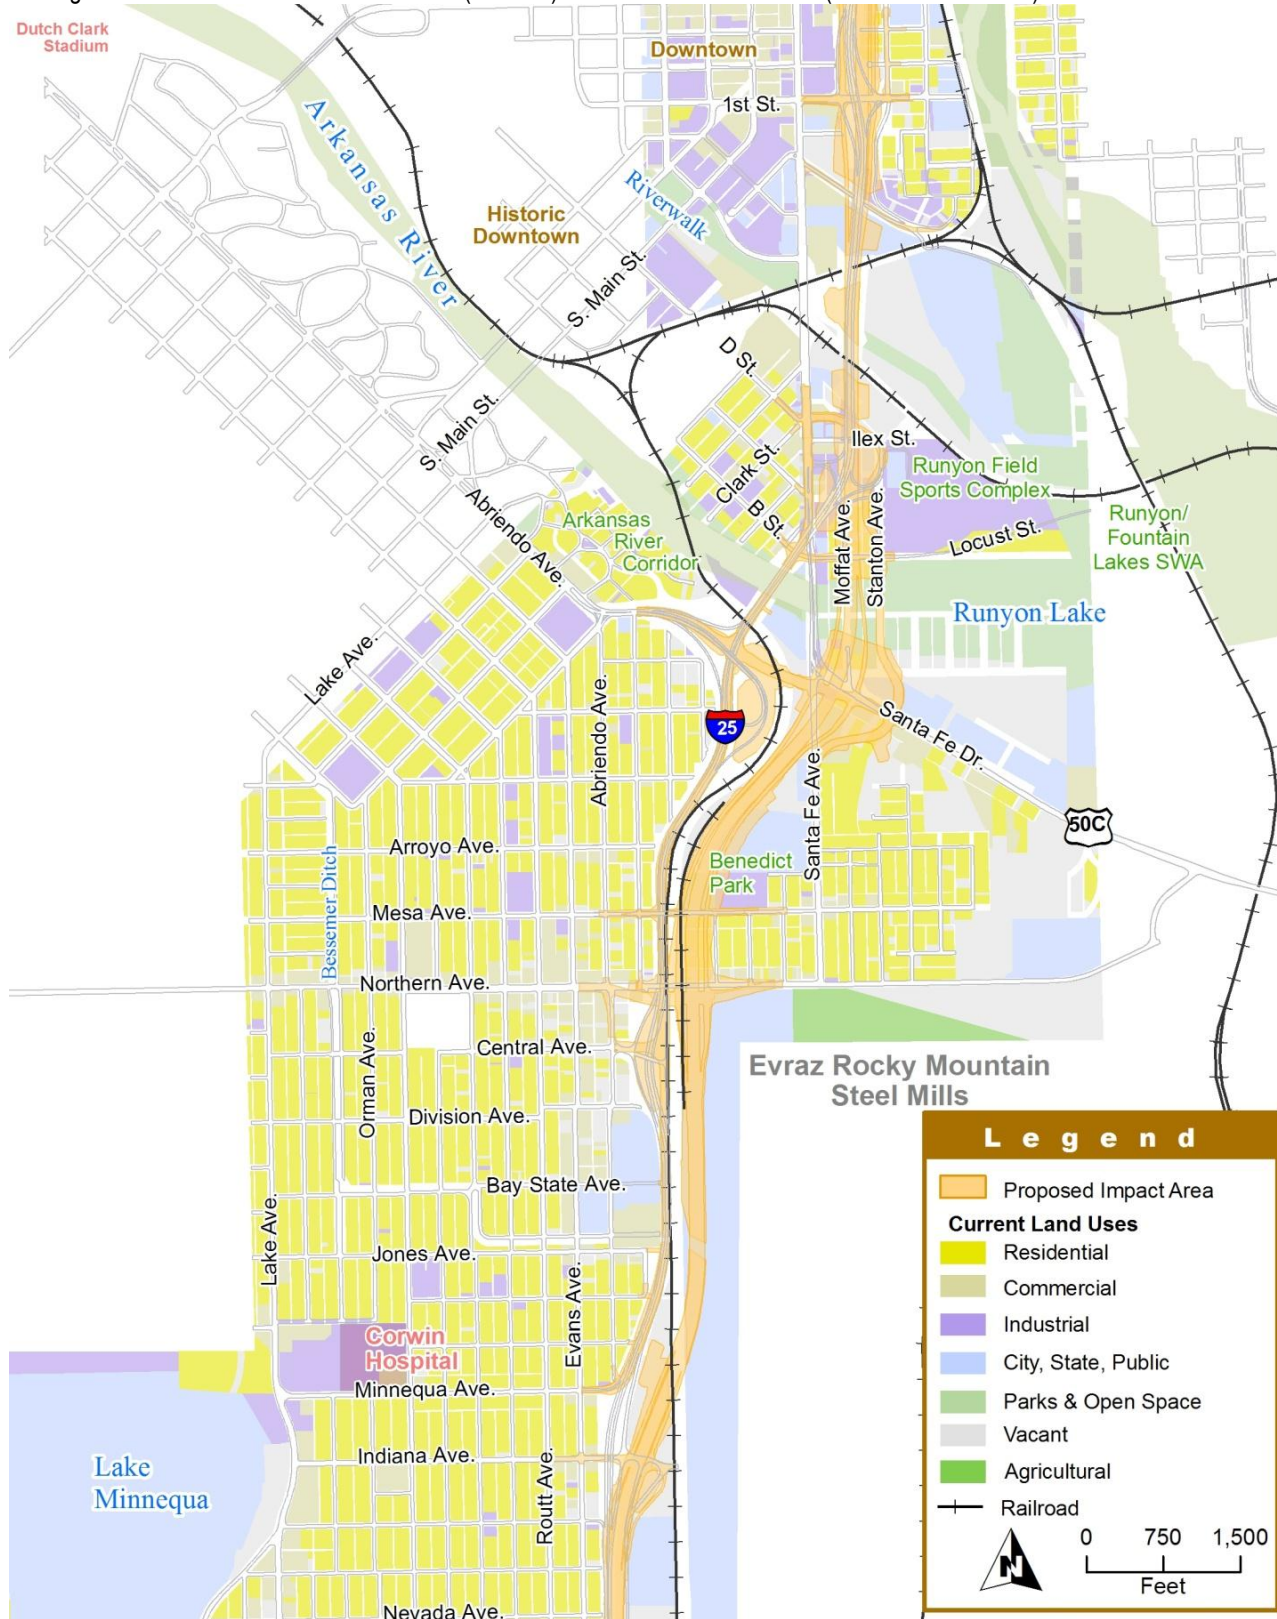 Dutch Clark
Stadium
Downtown
1st St.
Arkansas River
Riverwalk
Historic
Downtown
S. Main St.
D St.
S. Main St.
Clark St.
B St.
Ilex St.
Runyon Field
Sports Complex
Abriendo Ave.
Arkansas
River
Corridor
Moffat Ave.
Stanton Ave.
Locust St.
Runyon/
Fountain
Lakes SWA
Runyon Lake
Lake Ave.
Abriendo Ave.
25
Santa Fe Dr.
Santa Fe Ave.
50C
Arroyo Ave.
Bessemer Ditch
Benedict
Park
Mesa Ave.
Northern Ave.
Orman Ave.
Central Ave.
Evraz Rocky Mountain
Steel Mills
Division Ave.
Bay State Ave.
Lake Ave.
Jones Ave.
Evans Ave.
Corwin
Hospital
Minnequa Ave.
Indiana Ave.
Lake
Minnequa
Routt Ave.
Nevada Ave.
Legend
Proposed Impact Area
Current Land Uses
Residential
Commercial
Industrial
City, State, Public
Parks & Open Space
Vacant
Agricultural
Railroad
N
0 750 1,500
Feet